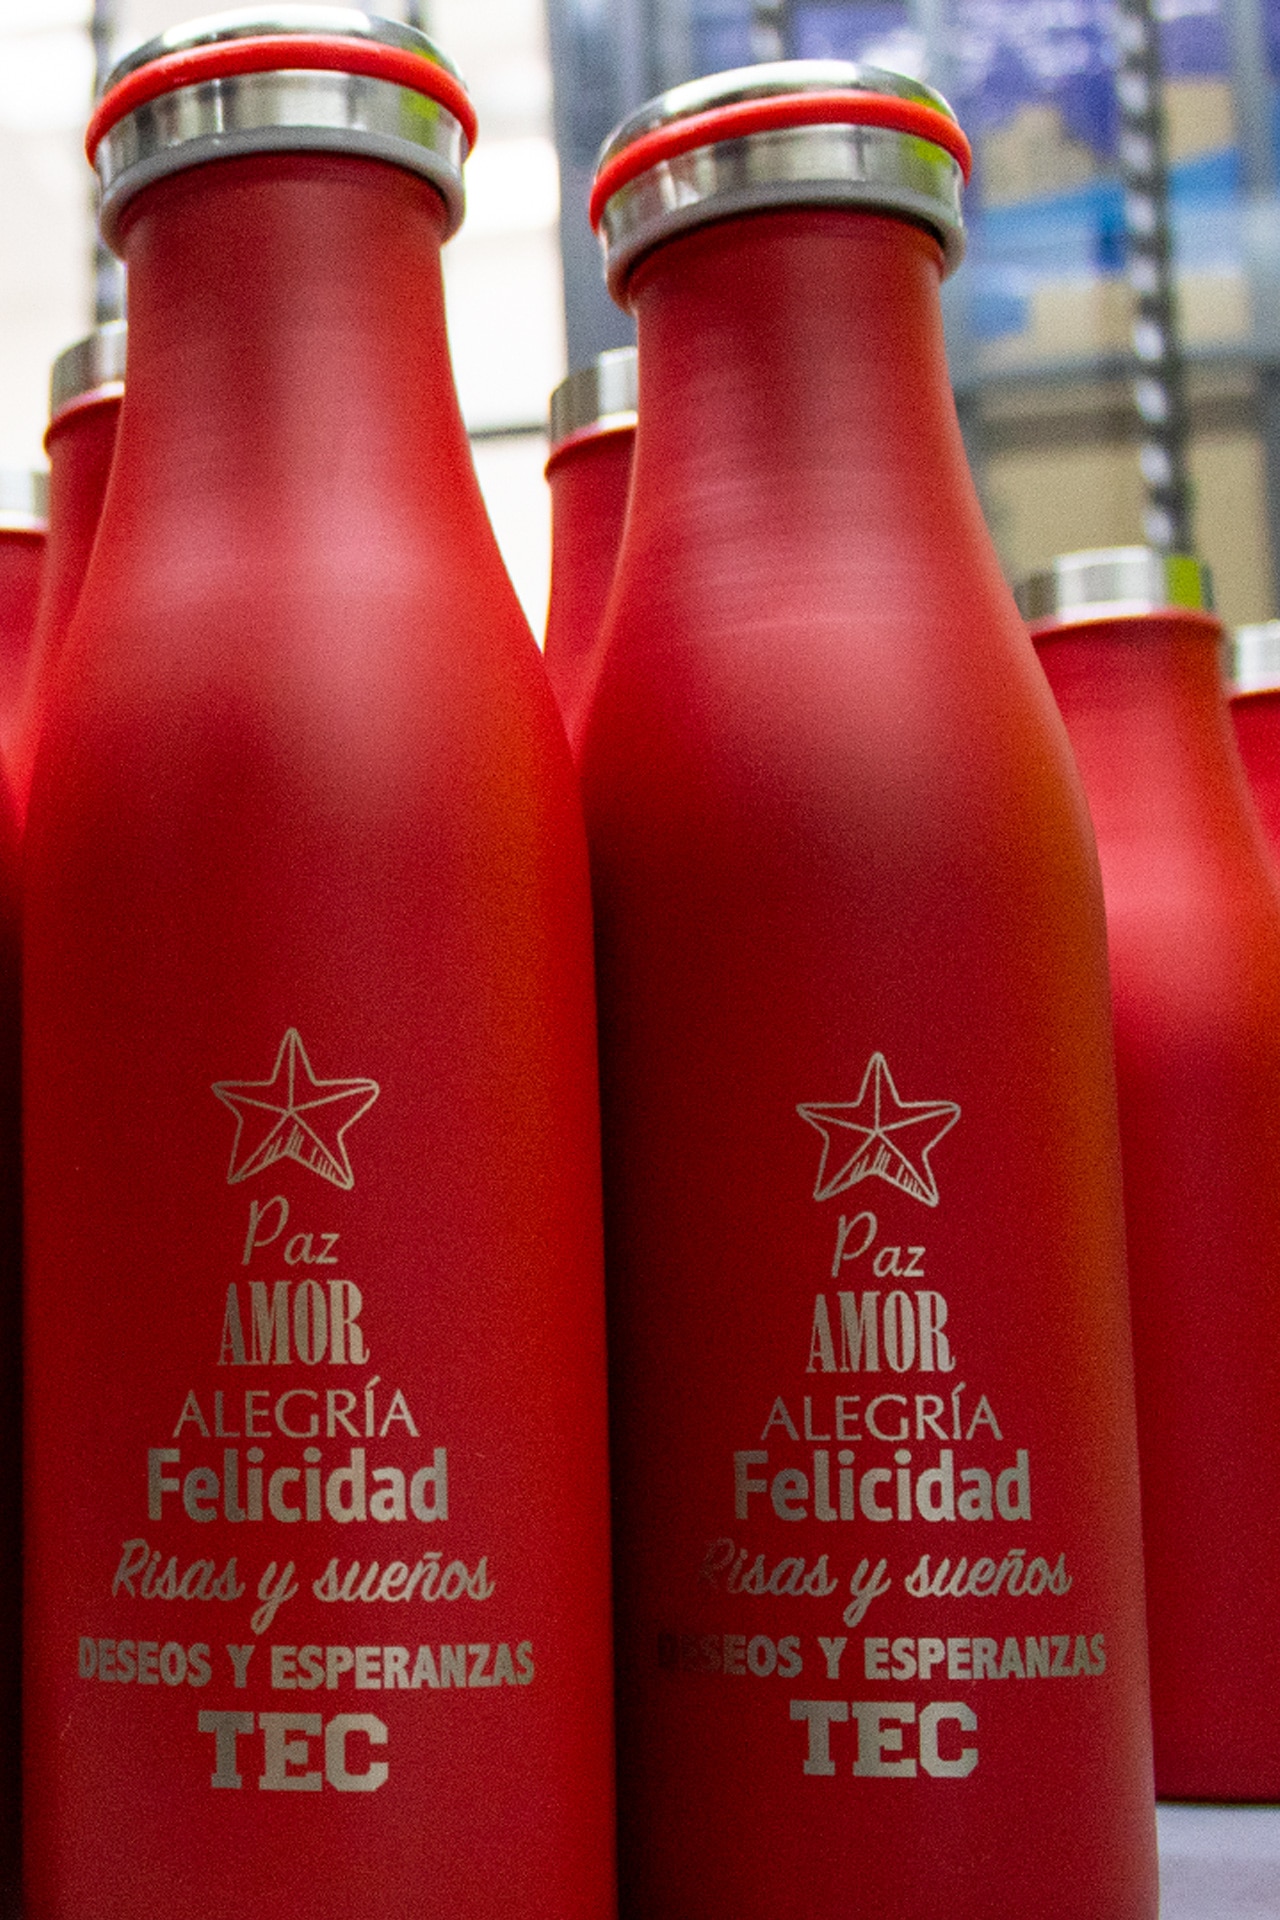 Paz
AMOR
ALEGRÍA
Felicidad
Risas y sueños
DESEOS Y ESPERANZAS
TEC
Paz
AMOR
ALEGRÍA
Felicidad
Risas y sueños
DESEOS Y ESPERANZAS
TEC